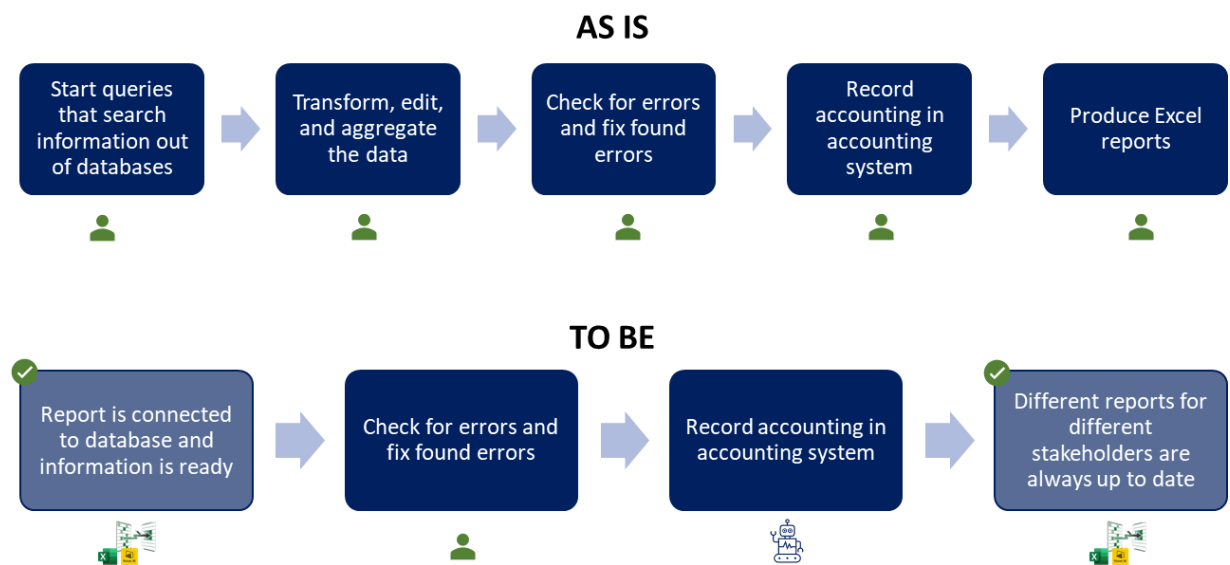 AS IS
Start queries
that search
information out
of databases
Transform, edit,
and aggregate
the data
Check for errors
and fix found
errors
Record
accounting in
accounting
system
Produce Excel
reports
TO BE
Report is connected
to database and
information is ready
Check for errors and
fix found errors
Record accounting in
accounting system
Different reports for
different
stakeholders are
always up to date